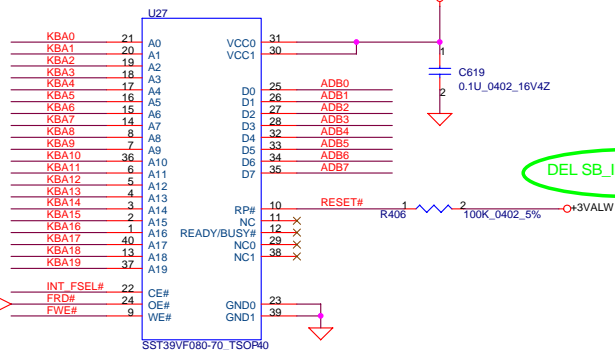 U27
KBA0 21 A0 VCC0 31
KBA1 20 A1 VCC1 30
KBA2 19 A2
KBA3 18 A3
KBA4 17 A4 D0 25 ADB0
KBA5 16 A5 D1 26 ADB1
KBA6 15 A6 D2 27 ADB2
KBA7 14 A7 D3 28 ADB3
KBA8 8 A8 D4 32 ADB4
KBA9 7 A9 D5 33 ADB5
KBA10 36 A10 D6 34 ADB6
KBA11 6 A11 D7 35 ADB7
KBA12 5 A12
KBA13 4 A13
KBA14 3 A14 RP# 10 RESET#
KBA15 2 A15 NC 11
KBA16 1 A16 READY/BUSY# 12
KBA17 40 A17 NC0 29
KBA18 13 A18 NC1 38
KBA19 37 A19
INT_FSEL# 22 CE#
FRD# 24 OE# GND0 23
FWE# 9 WE# GND1 39
SST39VF080-70_TSOP40
1
C619
0.1U_0402_16V4Z
2
DEL SB_
R406 1 2 100K_0402_5%
+3VALW